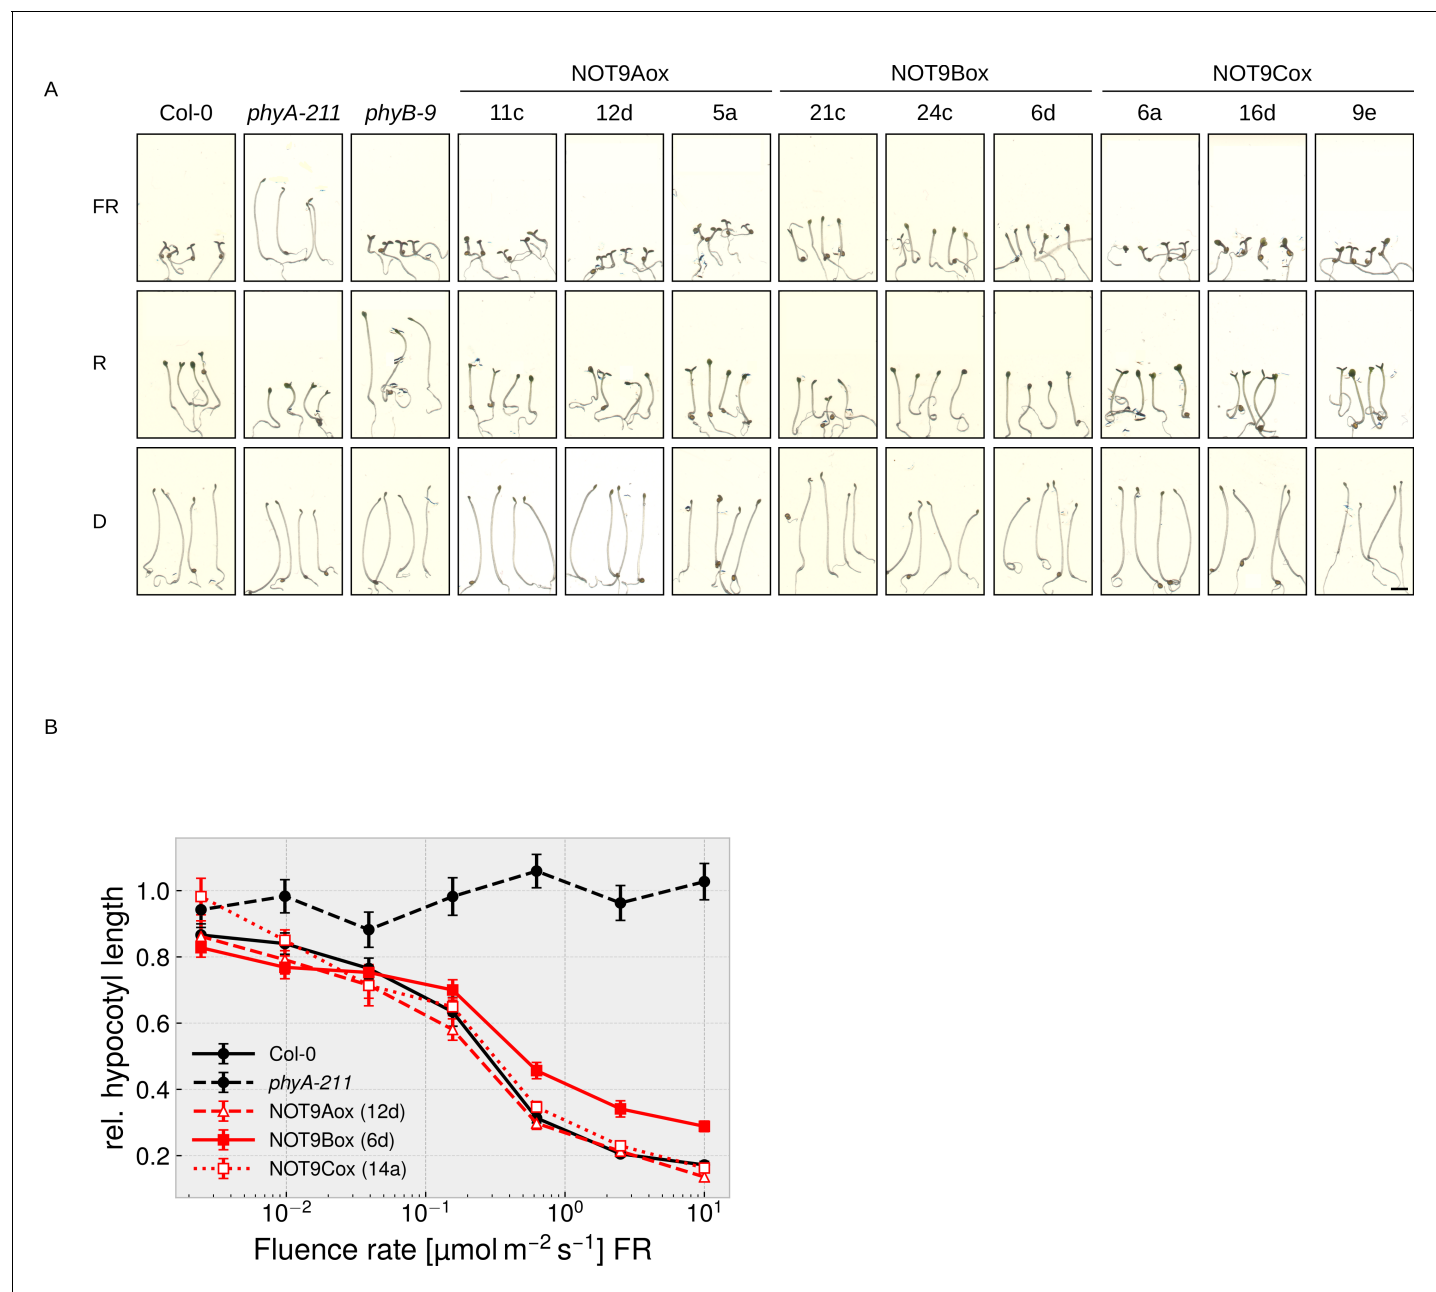 A
NOT9Aox NOT9Box NOT9Cox
Col-0 phyA-211 phyB-9 11c 12d 5a 21c 24c 6d 6a 16d 9e
FR
R
D
B
rel. hypocotyl length
1.0
0.8
0.6
0.4
0.2
Col-0
phyA-211
NOT9Aox (12d)
NOT9Box (6d)
NOT9Cox (14a)
10⁻² 10⁻¹ 10⁰ 10¹
Fluence rate [µmol m⁻² s⁻¹] FR